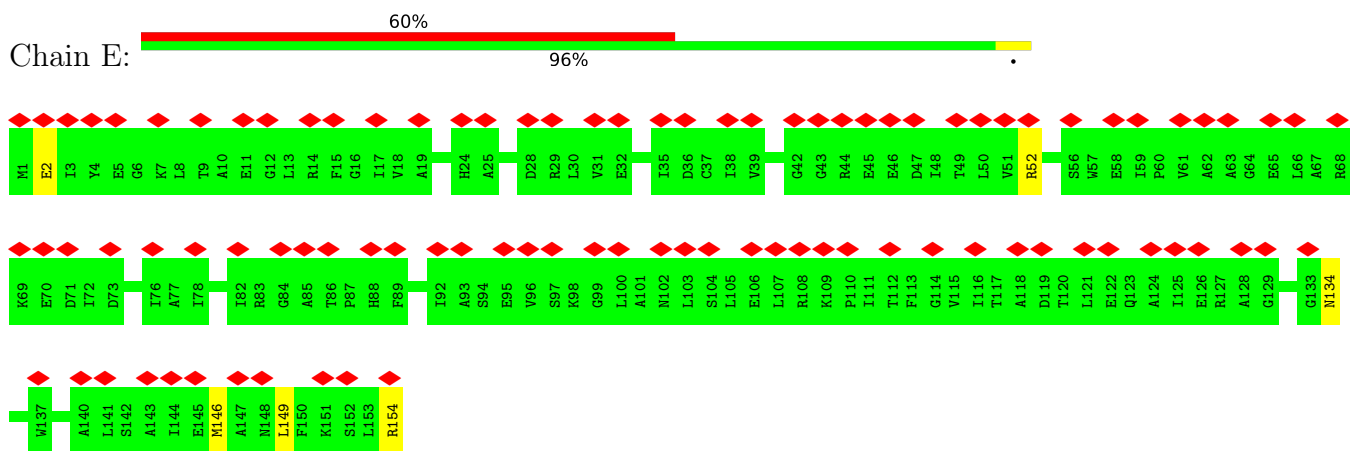 60%
Chain E:
96%
.
M1 E2 I3 Y4 E5 G6 K7 L8 T9 A10 E11 G12 L13 R14 F15 G16 I17 V18 A19 H24 A25 D28 R29 L30 V31 E32 I35 D36 C37 I38 V39 G42 G43 R44 E45 E46 D47 I48 T49 L50 V51 R52 S56 W57 E58 I59 P60 V61 A62 A63 G64 E65 L66 A67 R68
K69 E70 D71 I72 D73 I76 A77 I78 I82 R83 G84 A85 T86 P87 H88 F89 I92 A93 S94 E95 V96 S97 K98 G99 L100 A101 N102 L103 S104 L105 E106 L107 R108 K109 P110 I111 T112 F113 G114 V115 I116 T117 A118 D119 T120 L121 E122 Q123 A124 I125 E126 R127 A128 G129 G133 N134
W137 A140 L141 S142 A143 I144 E145 M146 A147 N148 L149 F150 K151 S152 L153 R154